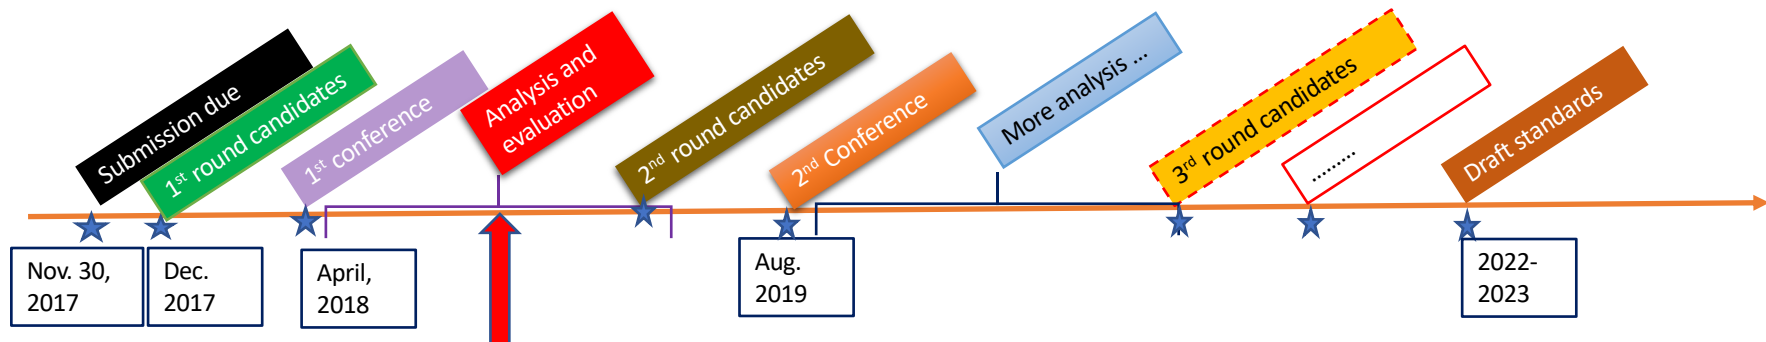 Submission due
1st round candidates
1st conference
Analysis and
evaluation
2nd round candidates
2nd Conference
More analysis ...
3rd round candidates
........
Draft standards
Nov. 30,
2017
Dec.
2017
April,
2018
Aug.
2019
2022-
2023